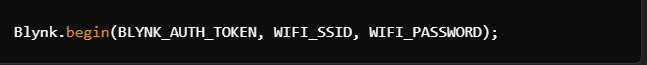 Blynk.begin(BLYNK_AUTH_TOKEN, WIFI_SSID, WIFI_PASSWORD);